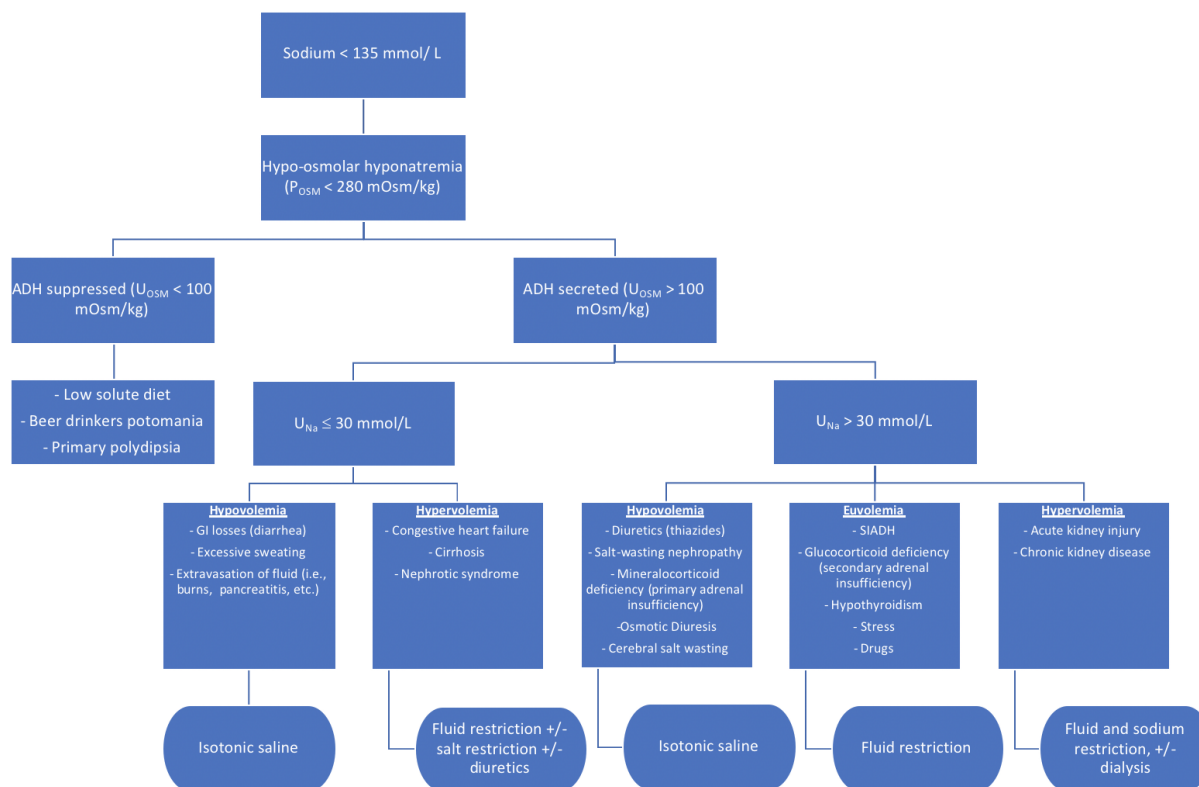 Sodium < 135 mmol/ L
Hypo-osmolar hyponatremia
(POSM < 280 mOsm/kg)
ADH suppressed (UOSM < 100
mOsm/kg)
ADH secreted (UOSM > 100
mOsm/kg)
- Low solute diet
- Beer drinkers potomania
- Primary polydipsia
UNa ≤ 30 mmol/L
UNa > 30 mmol/L
Hypovolemia
- GI losses (diarrhea)
- Excessive sweating
- Extravasation of fluid (i.e.,
burns, pancreatitis, etc.)
Hypervolemia
- Congestive heart failure
- Cirrhosis
- Nephrotic syndrome
Hypovolemia
- Diuretics (thiazides)
- Salt-wasting nephropathy
- Mineralocorticoid
deficiency (primary adrenal
insufficiency)
- Osmotic Diuresis
- Cerebral salt wasting
Euvolemia
- SIADH
- Glucocorticoid deficiency
(secondary adrenal
insufficiency)
- Hypothyroidism
- Stress
- Drugs
Hypervolemia
- Acute kidney injury
- Chronic kidney disease
Isotonic saline
Fluid restriction +/-
salt restriction +/-
diuretics
Isotonic saline
Fluid restriction
Fluid and sodium
restriction, +/-
dialysis